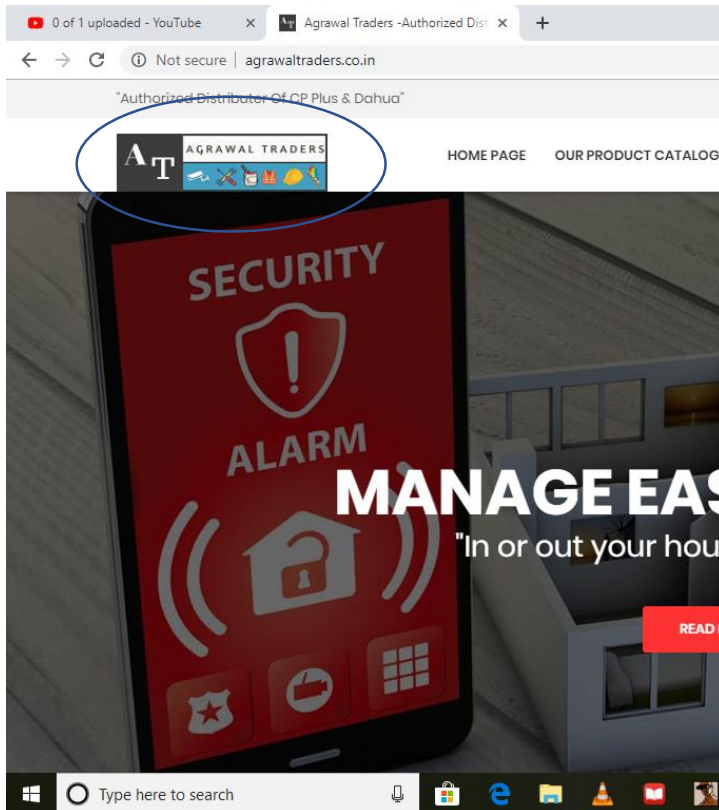 0 of 1 uploaded - YouTube
Agrawal Traders -Authorized Dist
Not secure | agrawaltraders.co.in
"Authorized Distributer Of CP Plus & Dahua"
AT
AGRAWAL TRADERS
HOME PAGE OUR PRODUCT CATALOG
SECURITY
ALARM
MANAGE EAS
"In or out your hou
READ
Type here to search